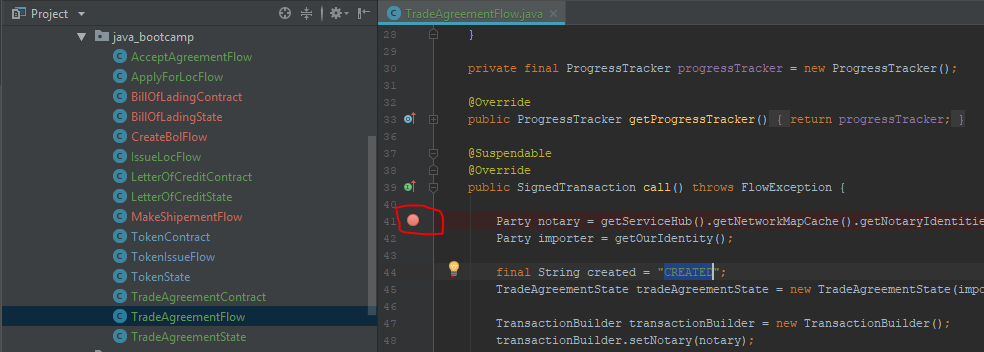 Project
java_bootcamp
AcceptAgreementFlow
ApplyForLocFlow
BillOfLadingContract
BillOfLadingState
CreateBolFlow
IssueLocFlow
LetterOfCreditContract
LetterOfCreditState
MakeShipementFlow
TokenContract
TokenIssueFlow
TokenState
TradeAgreementContract
TradeAgreementFlow
TradeAgreementState
TradeAgreementFlow.java
28 }
29
30 private final ProgressTracker progressTracker = new ProgressTracker();
31
32 @Override
33 public ProgressTracker getProgressTracker() { return progressTracker; }
36
37 @Suspendable
38 @Override
39 public SignedTransaction call() throws FlowException {
40
41 Party notary = getServiceHub().getNetworkMapCache().getNotaryIdentitie
42 Party importer = getOurIdentity();
43
44 final String created = "CREATED";
45 TradeAgreementState tradeAgreementState = new TradeAgreementState(impo
46
47 TransactionBuilder transactionBuilder = new TransactionBuilder();
48 transactionBuilder.setNotary(notary);